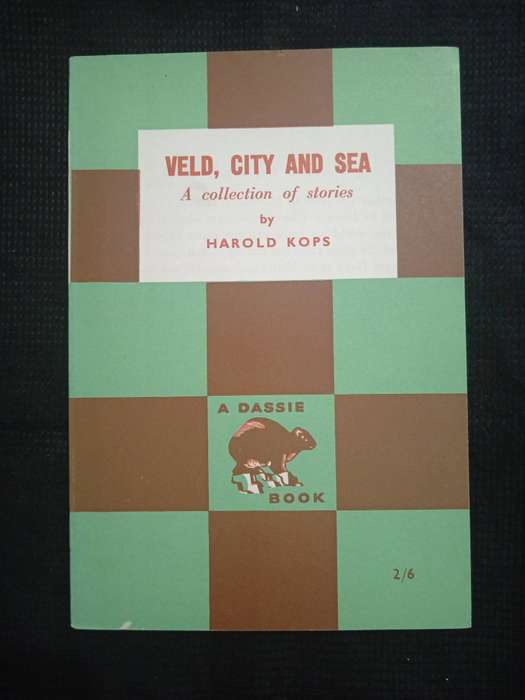 VELD, CITY AND SEA
A collection of stories
by
HAROLD KOPS
A DASSIE
BOOK
2/6